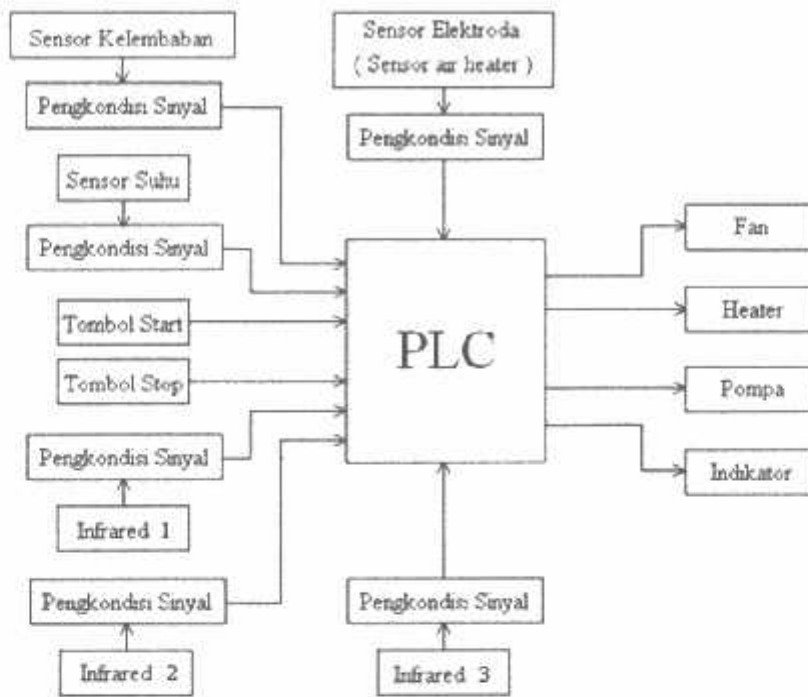 Sensor Kelembaban
Pengkondisi Sinyal
Sensor Suhu
Pengkondisi Sinyal
Tombol Start
Tombol Stop
Pengkondisi Sinyal
Infrared 1
Pengkondisi Sinyal
Infrared 2
Sensor Elektroda
( Sensor air heater )
Pengkondisi Sinyal
PLC
Pengkondisi Sinyal
Infrared 3
Fan
Heater
Pompa
Indikator